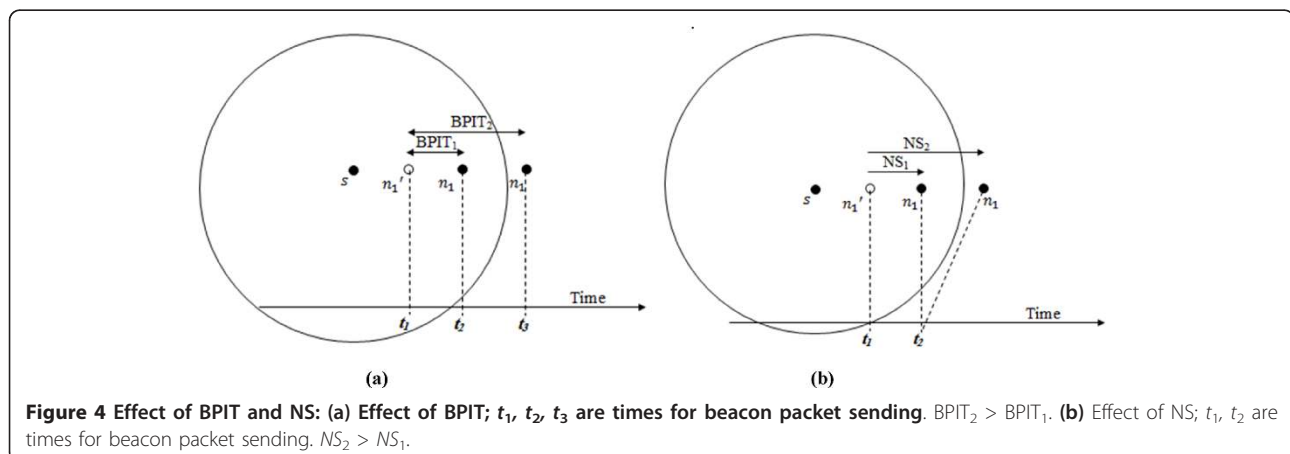 BPIT₂
BPIT₁
s
n₁′
n₁
n₁
Time
t₁
t₂
t₃
(a)
NS₂
NS₁
s
n₁′
n₁
n₁
Time
t₁
t₂
(b)
Figure 4 Effect of BPIT and NS: (a) Effect of BPIT; t₁, t₂, t₃ are times for beacon packet sending. BPIT₂ > BPIT₁. (b) Effect of NS; t₁, t₂ are
times for beacon packet sending. NS₂ > NS₁.